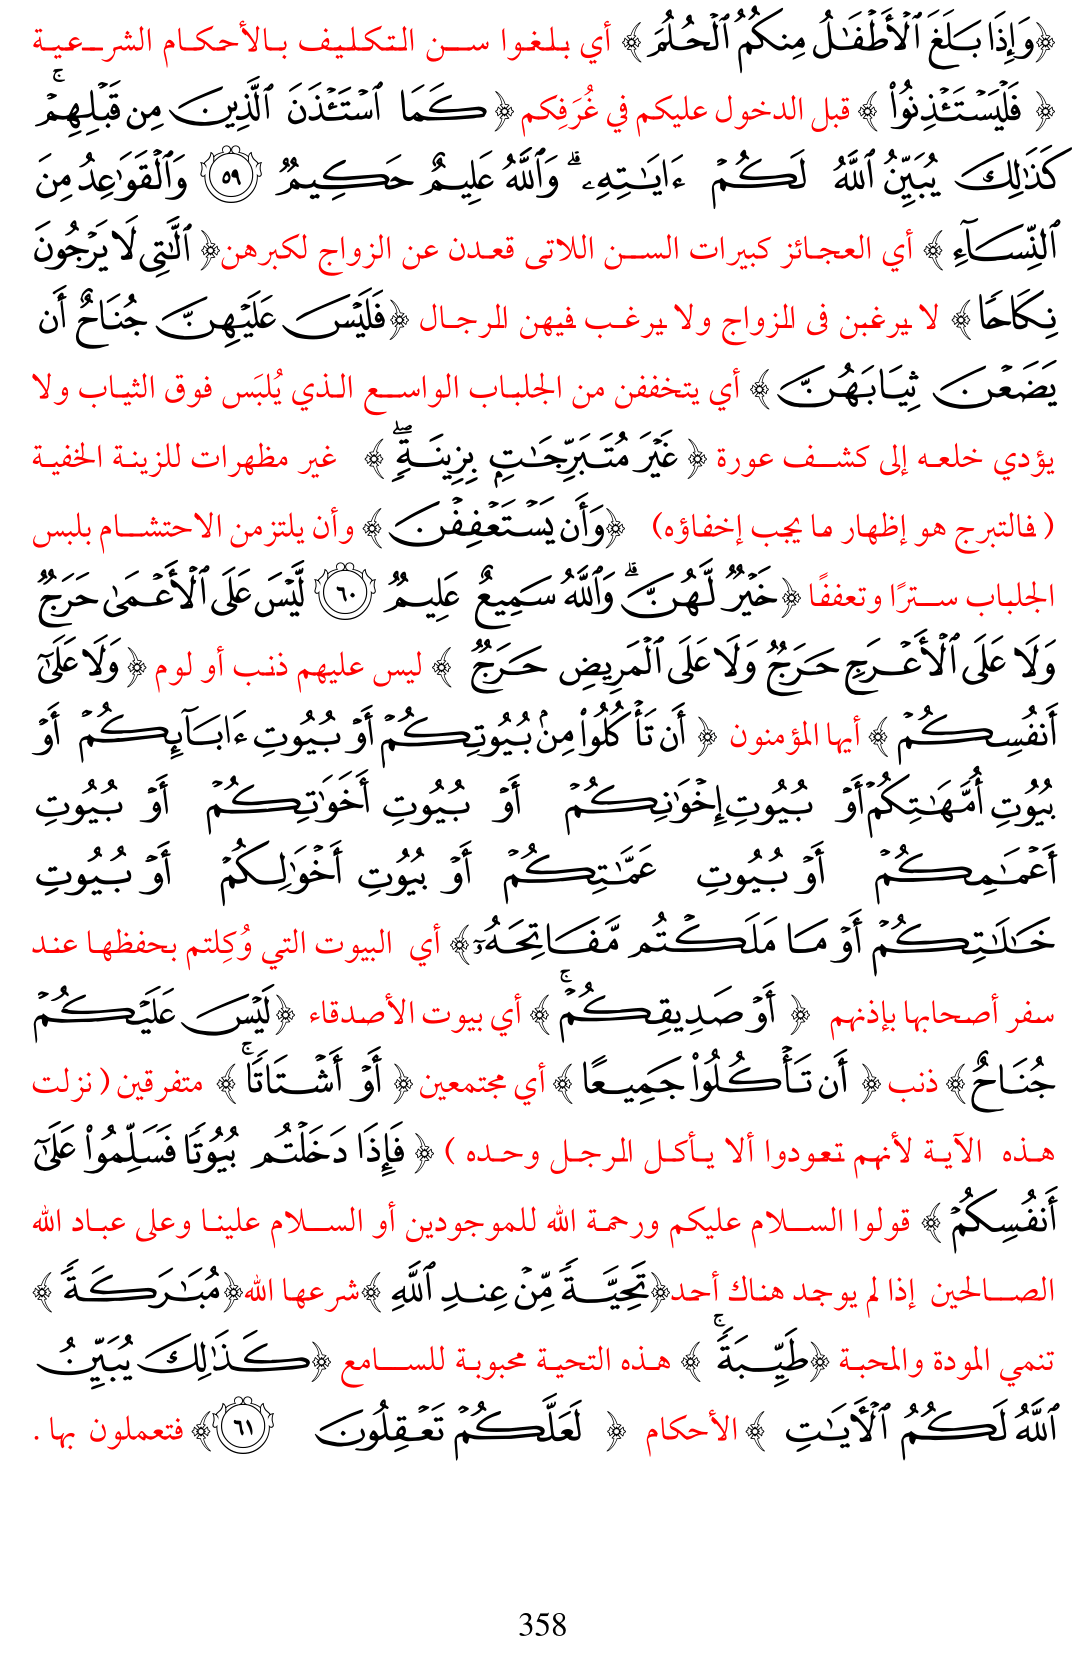 ﴿وَإِذَا بَلَغَ ٱلْأَطْفَـٰلُ مِنكُمُ ٱلْحُلُمَ﴾ أي بلغوا سن التكليف بالأحكام الشرعية
﴿ فَلْيَسْتَـْٔذِنُوا۟ ﴾ قبل الدخول عليكم في غُرَفِكم ﴿ كَمَا ٱسْتَـْٔذَنَ ٱلَّذِينَ مِن قَبْلِهِمْ ۚ
كَذَٰلِكَ يُبَيِّنُ ٱللَّهُ لَكُمْ ءَايَـٰتِهِۦ ۗ وَٱللَّهُ عَلِيمٌ حَكِيمٌ ٥٩ وَٱلْقَوَٰعِدُ مِنَ
ٱلنِّسَآءِ ﴾ أي العجائز كبيرات السن اللاتى قعدن عن الزواج لكبرهن﴿ ٱلَّـٰتِى لَا يَرْجُونَ
نِكَاحًا﴾ لا يرغبن فى الزواج ولا يرغب فيهن الرجال ﴿فَلَيْسَ عَلَيْهِنَّ جُنَاحٌ أَن
يَضَعْنَ ثِيَابَهُنَّ ﴾ أي يتخففن من الجلباب الواسع الذي يُلبَس فوق الثياب ولا
يؤدي خلعه إلى كشف عورة ﴿ غَيْرَ مُتَبَرِّجَـٰتٍۭ بِزِينَةٍ ۖ ﴾ غير مظهرات للزينة الخفية
( فالتبرج هو إظهار ما يجب إخفاؤه) ﴿وَأَن يَسْتَعْفِفْنَ ﴾ وأن يلتزمن الاحتشام بلبس
الجلباب سترًا وتعففًا ﴿خَيْرٌ لَّهُنَّ ۗ وَٱللَّهُ سَمِيعٌ عَلِيمٌ ٦٠ لَّيْسَ عَلَى ٱلْأَعْمَىٰ حَرَجٌ
وَلَا عَلَى ٱلْأَعْرَجِ حَرَجٌ وَلَا عَلَى ٱلْمَرِيضِ حَرَجٌ ﴾ ليس عليهم ذنب أو لوم ﴿ وَلَا عَلَىٰٓ
أَنفُسِكُمْ ﴾ أيها المؤمنون ﴿ أَن تَأْكُلُوا۟ مِنۢ بُيُوتِكُمْ أَوْ بُيُوتِ ءَابَآئِكُمْ أَوْ
بُيُوتِ أُمَّهَـٰتِكُمْ أَوْ بُيُوتِ إِخْوَٰنِكُمْ أَوْ بُيُوتِ أَخَوَٰتِكُمْ أَوْ بُيُوتِ
أَعْمَـٰمِكُمْ أَوْ بُيُوتِ عَمَّـٰتِكُمْ أَوْ بُيُوتِ أَخْوَٰلِكُمْ أَوْ بُيُوتِ
خَـٰلَـٰتِكُمْ أَوْ مَا مَلَكْتُم مَّفَاتِحَهُۥٓ ﴾ أي البيوت التي وُكِلتم بحفظها عند
سفر أصحابها بإذنهم ﴿ أَوْ صَدِيقِكُمْ ۚ ﴾ أي بيوت الأصدقاء ﴿لَيْسَ عَلَيْكُمْ
جُنَاحٌ ﴾ ذنب ﴿ أَن تَأْكُلُوا۟ جَمِيعًا ﴾ أي مجتمعين ﴿ أَوْ أَشْتَاتًا ۚ ﴾ متفرقين ( نزلت
هذه الآية لأنهم تعودوا ألا يأكل الرجل وحده ) ﴿ فَإِذَا دَخَلْتُم بُيُوتًا فَسَلِّمُوا۟ عَلَىٰٓ
أَنفُسِكُمْ ﴾ قولوا السلام عليكم ورحمة الله للموجودين أو السلام علينا وعلى عباد الله
الصالحين إذا لم يوجد هناك أحد﴿تَحِيَّةً مِّنْ عِندِ ٱللَّهِ ﴾شرعها الله﴿مُبَـٰرَكَةً ﴾
تنمي المودة والمحبة ﴿طَيِّبَةً ۚ ﴾ هذه التحية محبوبة للسامع ﴿كَذَٰلِكَ يُبَيِّنُ
ٱللَّهُ لَكُمُ ٱلْـَٔايَـٰتِ ﴾ الأحكام ﴿ لَعَلَّكُمْ تَعْقِلُونَ ٦١﴾ فتعملون بها .
358